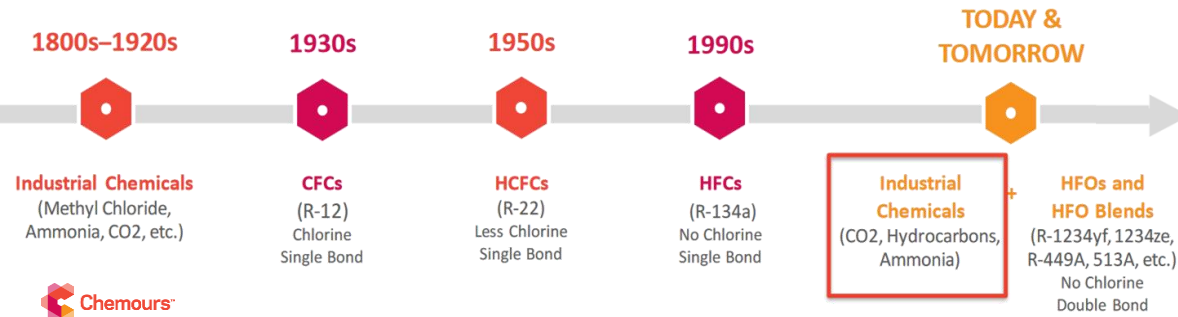 1800s–1920s
Industrial Chemicals
(Methyl Chloride,
Ammonia, CO2, etc.)
1930s
CFCs
(R-12)
Chlorine
Single Bond
1950s
HCFCs
(R-22)
Less Chlorine
Single Bond
1990s
HFCs
(R-134a)
No Chlorine
Single Bond
TODAY &
TOMORROW
Industrial
Chemicals
(CO2, Hydrocarbons,
Ammonia)
+
HFOs and
HFO Blends
(R-1234yf, 1234ze,
R-449A, 513A, etc.)
No Chlorine
Double Bond
Chemours™